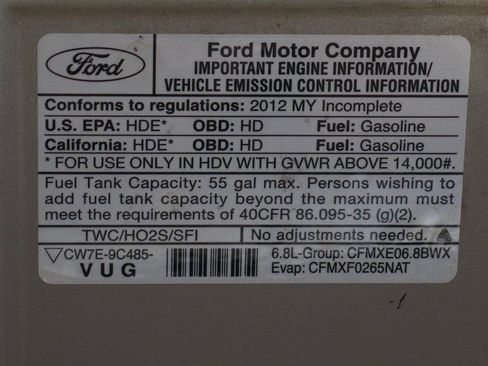 Ford
Ford Motor Company
IMPORTANT ENGINE INFORMATION/
VEHICLE EMISSION CONTROL INFORMATION
Conforms to regulations: 2012 MY Incomplete
U.S. EPA: HDE* OBD: HD Fuel: Gasoline
California: HDE* OBD: HD Fuel: Gasoline
* FOR USE ONLY IN HDV WITH GVWR ABOVE 14,000#.
Fuel Tank Capacity: 55 gal max. Persons wishing to
add fuel tank capacity beyond the maximum must
meet the requirements of 40CFR 86.095-35 (g)(2).
TWC/HO2S/SFI No adjustments needed.
CW7E-9C485- 6.8L-Group: CFMXE06.8BWX
VUG Evap: CFMXF0265NAT